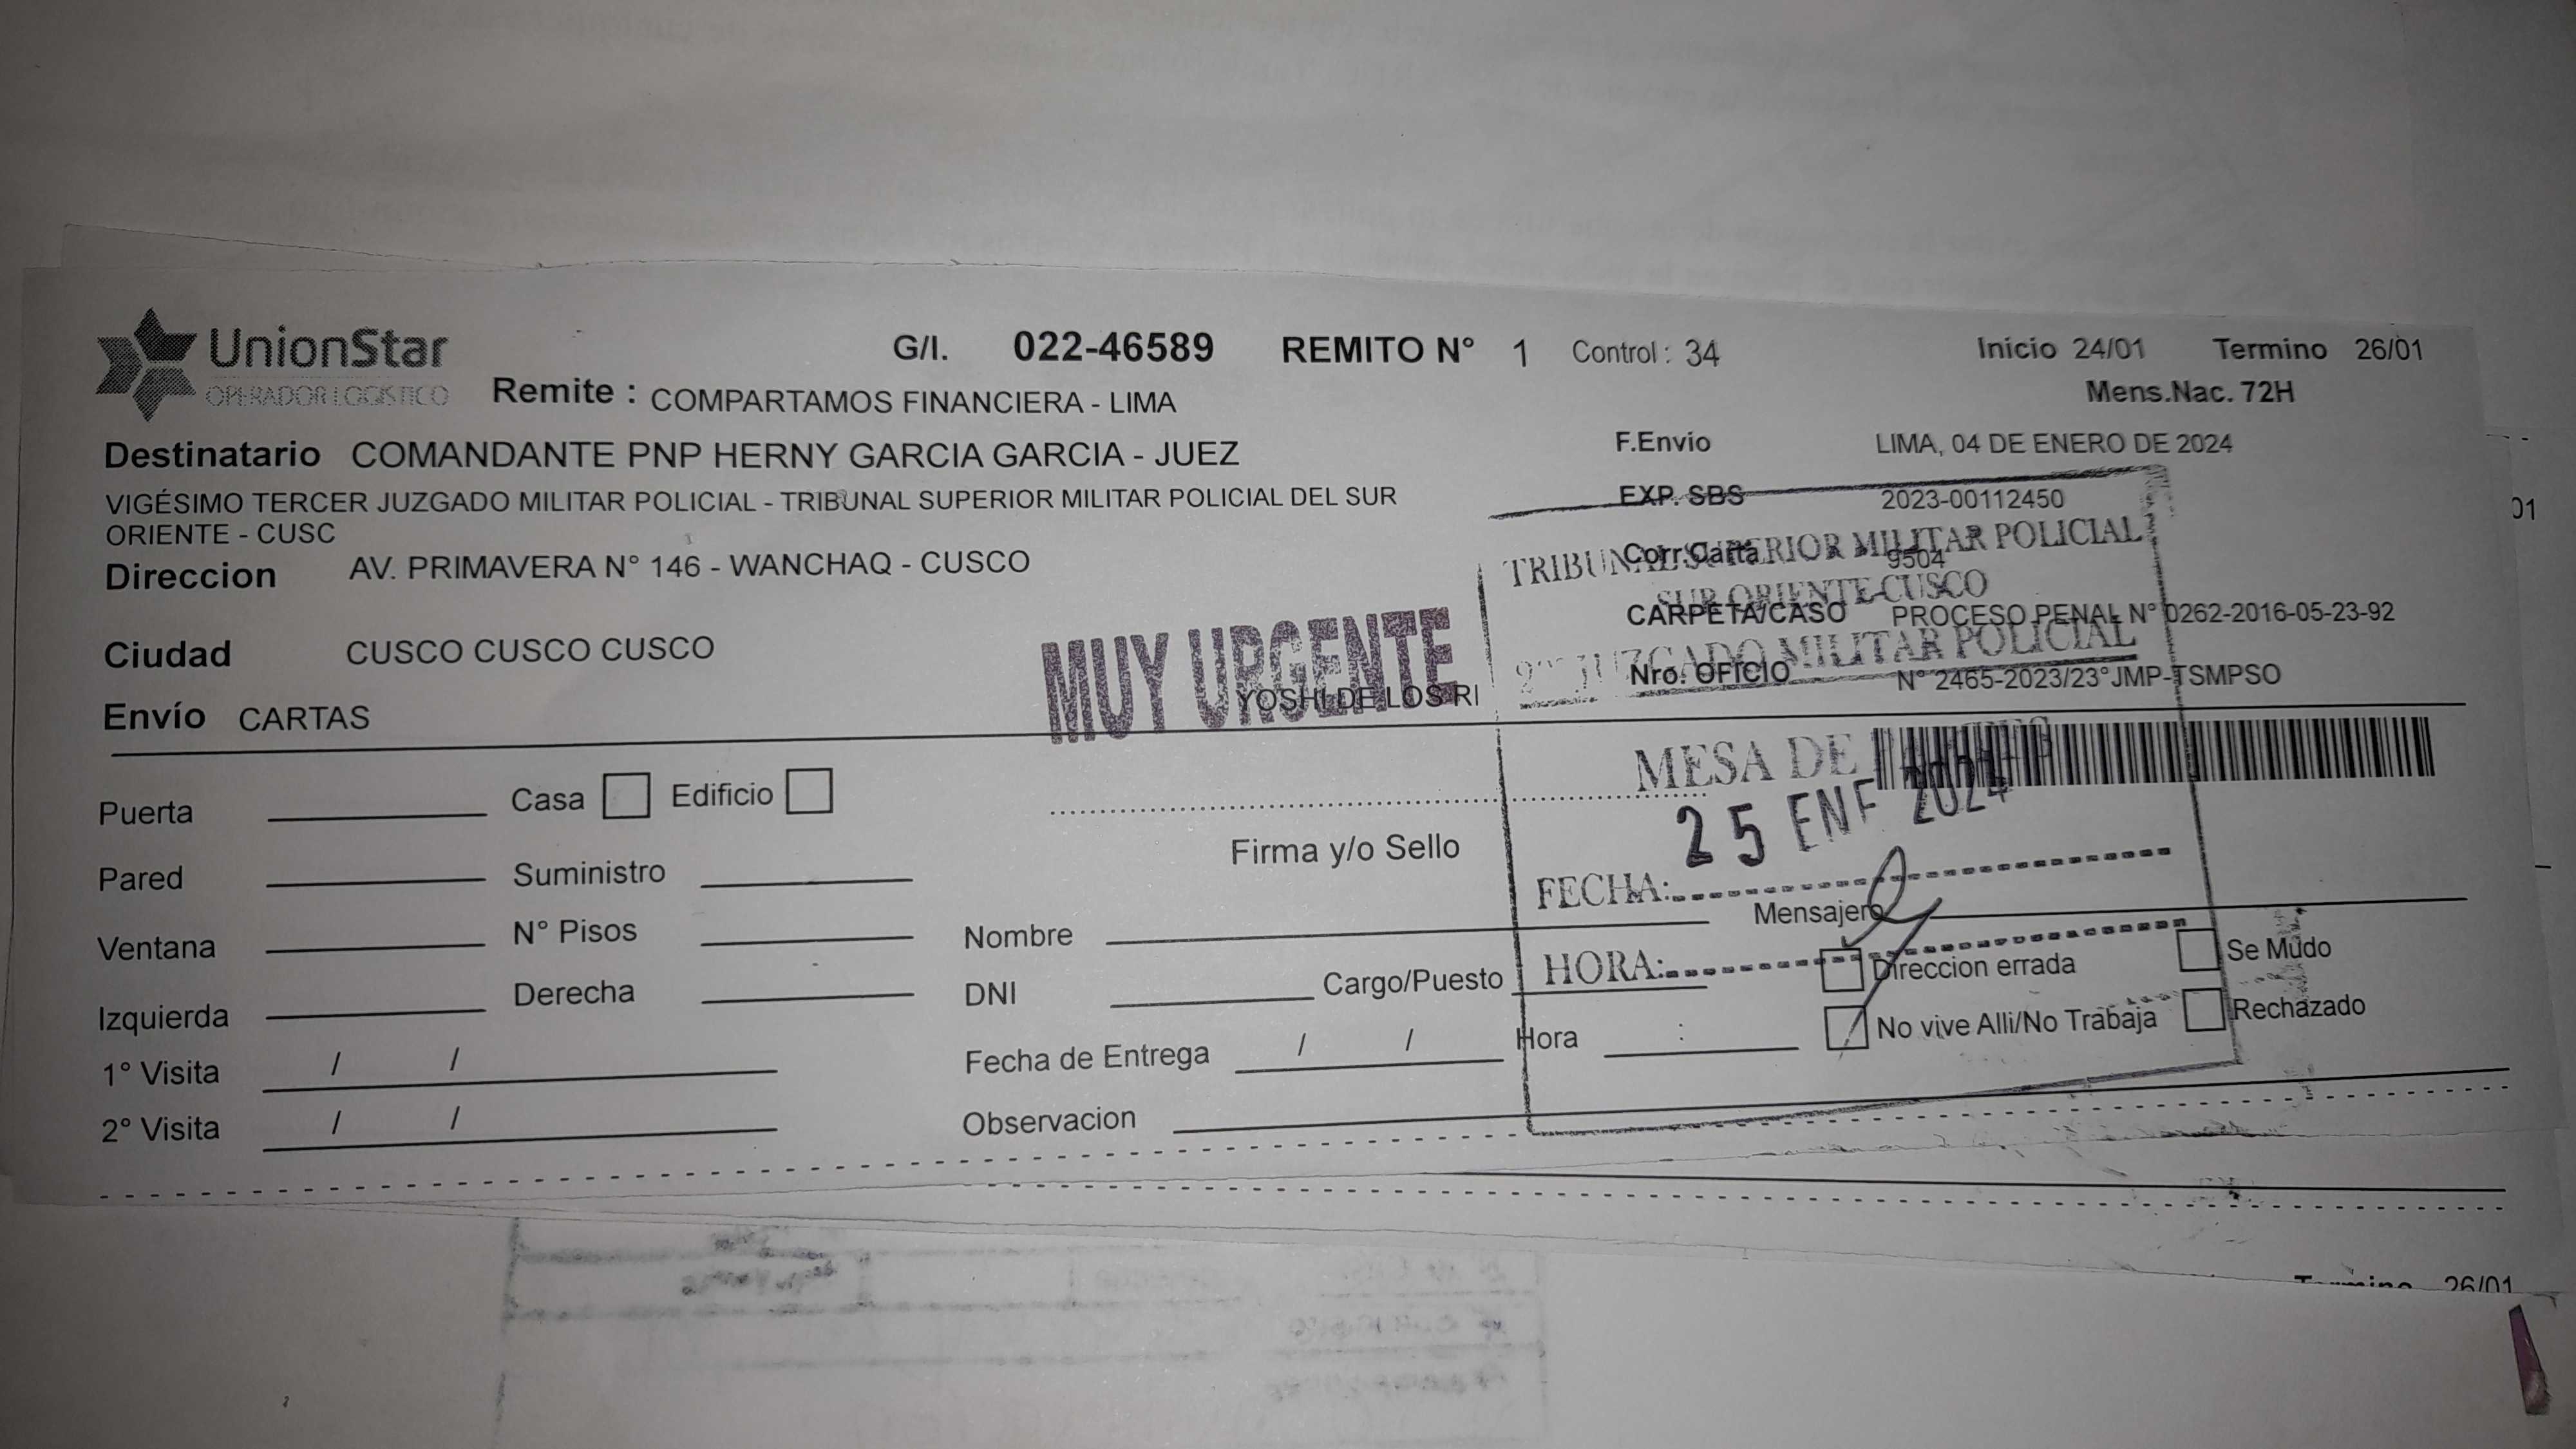 UnionStar
OPERADOR LOGISTICO
G/I. 022-46589 REMITO N° 1 Control : 34
Inicio 24/01 Termino 26/01
Mens.Nac. 72H
Remite : COMPARTAMOS FINANCIERA - LIMA
Destinatario COMANDANTE PNP HERNY GARCIA GARCIA - JUEZ
F.Envio LIMA, 04 DE ENERO DE 2024
VIGÉSIMO TERCER JUZGADO MILITAR POLICIAL - TRIBUNAL SUPERIOR MILITAR POLICIAL DEL SUR
ORIENTE - CUSC
EXP. SBS 2023-00112450
Direccion AV. PRIMAVERA N° 146 - WANCHAQ - CUSCO
Corr.Carta 9504
CARPETA/CASO PROCESO PENAL N° 0262-2016-05-23-92
Ciudad CUSCO CUSCO CUSCO
Nro. OFICIO N° 2465-2023/23°JMP-TSMPSO
Envío CARTAS
YOSHI DE LOS RI
MUY URGENTE
TRIBUNAL SUPERIOR MILITAR POLICIAL
SUR ORIENTE-CUSCO
JUZGADO MILITAR POLICIAL
MESA DE
25 ENE 2024
FECHA:
HORA:
Puerta Casa Edificio
Firma y/o Sello
Pared Suministro
Ventana N° Pisos
Nombre
Mensajero
Izquierda Derecha
DNI Cargo/Puesto
Direccion errada
Se Mudo
1° Visita / /
Fecha de Entrega / / Hora :
No vive Alli/No Trabaja
Rechazado
2° Visita / /
Observacion
01
26/01